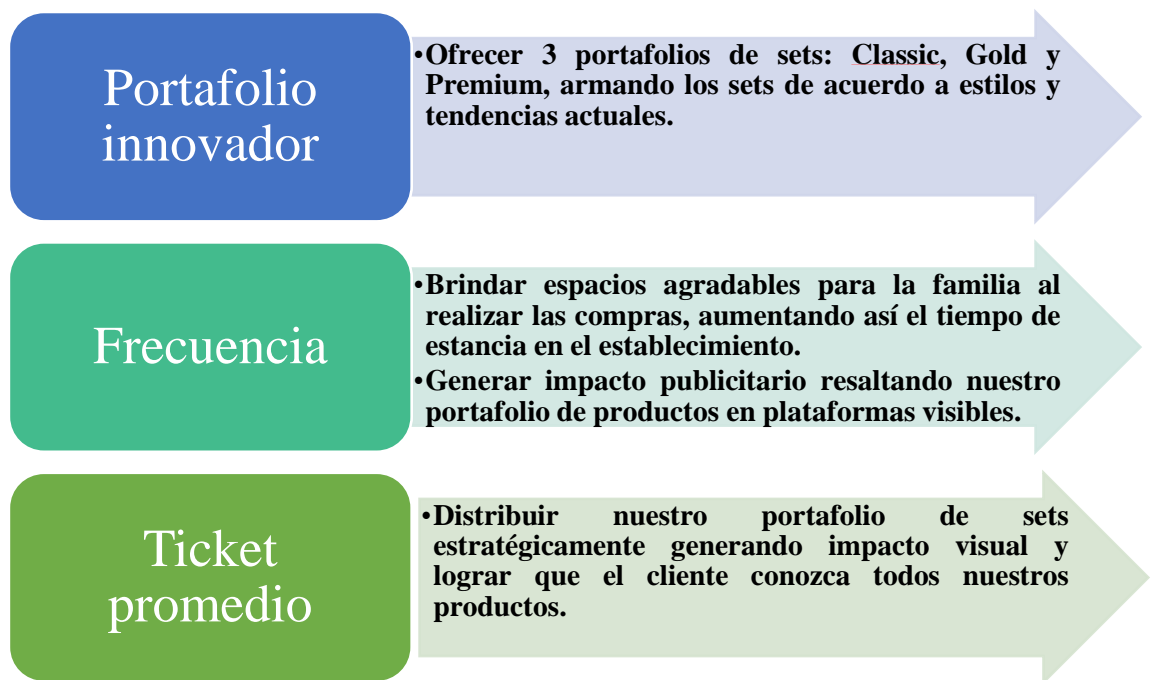 Portafolio
innovador
•Ofrecer 3 portafolios de sets: Classic, Gold y
Premium, armando los sets de acuerdo a estilos y
tendencias actuales.
Frecuencia
•Brindar espacios agradables para la familia al
realizar las compras, aumentando así el tiempo de
estancia en el establecimiento.
•Generar impacto publicitario resaltando nuestro
portafolio de productos en plataformas visibles.
Ticket
promedio
•Distribuir nuestro portafolio de sets
estratégicamente generando impacto visual y
lograr que el cliente conozca todos nuestros
productos.